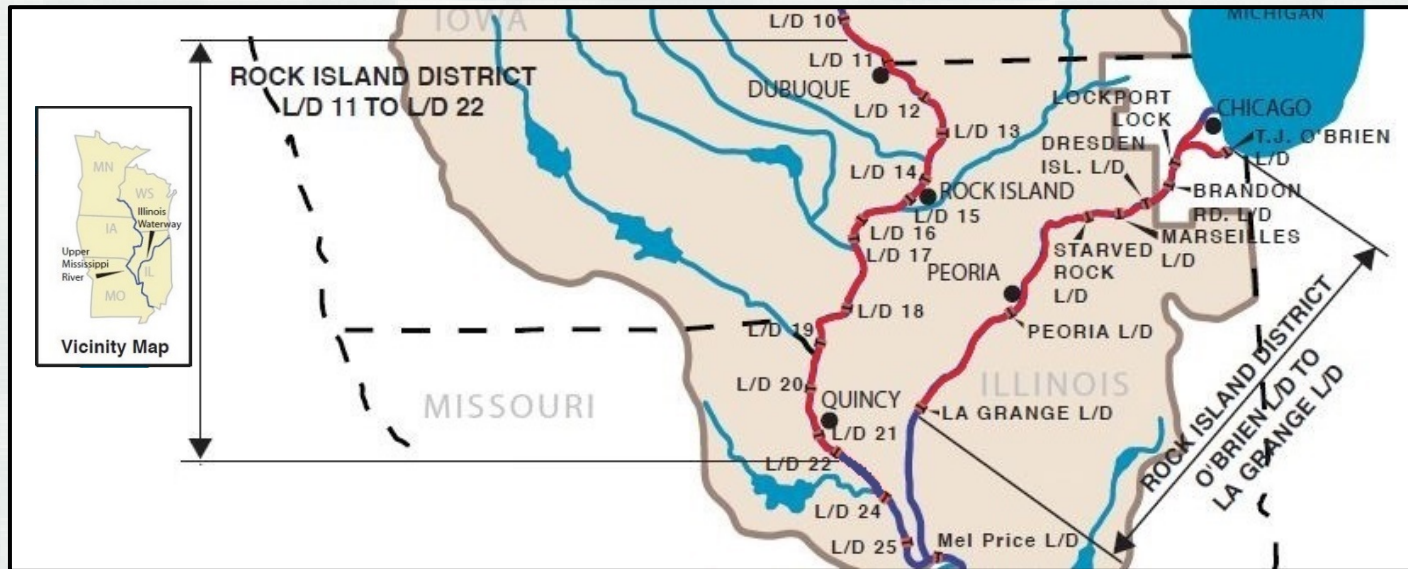 IOWA
L/D 10
MICHIGAN
ROCK ISLAND DISTRICT
L/D 11 TO L/D 22
L/D 11
DUBUQUE
L/D 12
L/D 13
LOCKPORT
LOCK
CHICAGO
T.J. O'BRIEN
L/D
DRESDEN
ISL. L/D
L/D 14
ROCK ISLAND
L/D 15
BRANDON
RD. L/D
L/D 16
L/D 17
MARSEILLES
L/D
STARVED
ROCK
L/D
PEORIA
L/D 18
PEORIA L/D
L/D 19
L/D 20
MISSOURI
QUINCY
ILLINOIS
LA GRANGE L/D
L/D 21
L/D 22
L/D 24
L/D 25
Mel Price L/D
ROCK ISLAND DISTRICT
O'BRIEN L/D TO
LA GRANGE L/D
MN
WS
Illinois
Waterway
IA
Upper
Mississippi
River
IL
MO
Vicinity Map